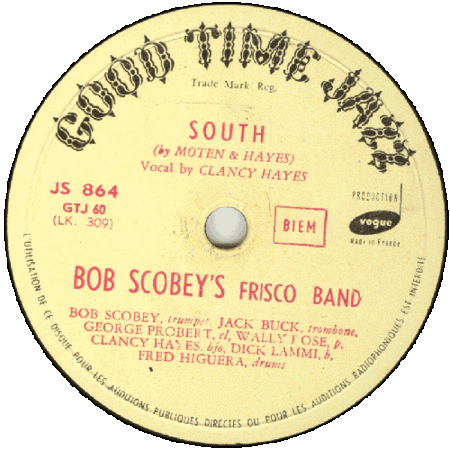 GOOD TIME JAZZ
Trade Mark Reg.
SOUTH
(by MOTEN & HAYES)
Vocal by CLANCY HAYES
JS 864
GTJ 60
(LK. 309)
BIEM
PRODUCTION
vogue
Made in France
BOB SCOBEY'S FRISCO BAND
BOB SCOBEY, trumpet, JACK BUCK, trombone,
GEORGE PROBERT, cl, WALLY ROSE, p.
CLANCY HAYES, bjo, DICK LAMMI, b.
FRED HIGUERA, drums
L'UTILISATION DE CE DISQUE POUR LES AUDITIONS PUBLIQUES DIRECTES OU POUR LES AUDITIONS RADIOPHONIQUES EST INTERDITE